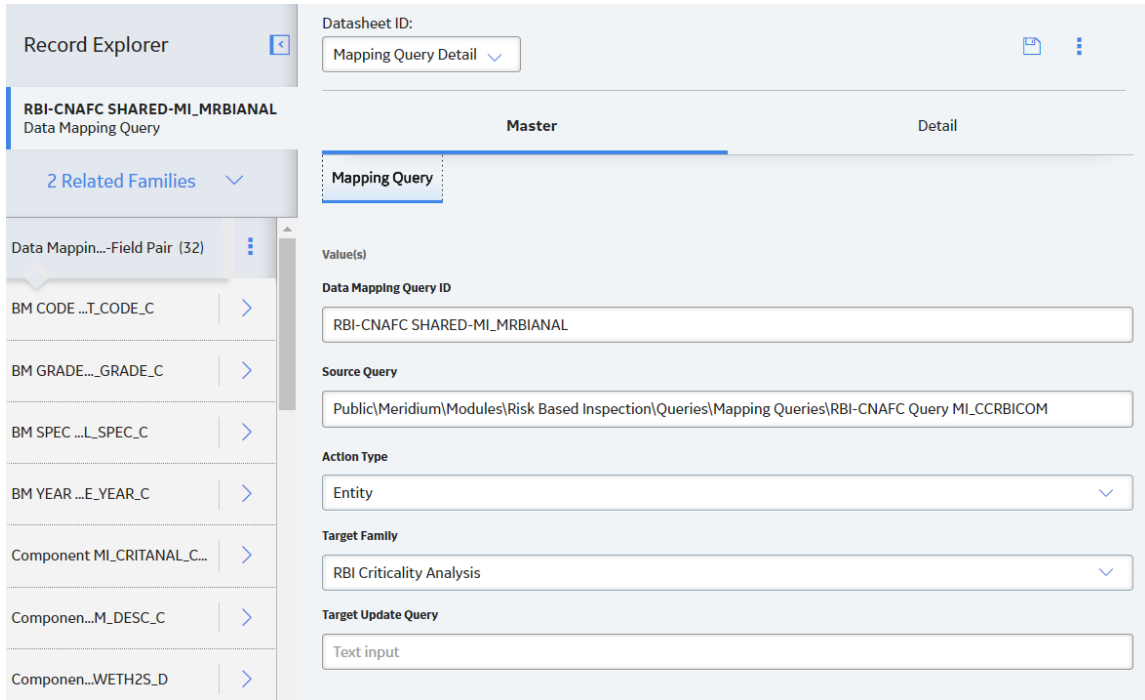 Record Explorer
RBI-CNAFC SHARED-MI_MRBIANAL
Data Mapping Query
2 Related Families
Data Mappin...-Field Pair (32)
BM CODE ...T_CODE_C
BM GRADE..._GRADE_C
BM SPEC ...L_SPEC_C
BM YEAR ...E_YEAR_C
Component MI_CRITANAL_C...
Componen...M_DESC_C
Componen...WETH2S_D
Datasheet ID:
Mapping Query Detail
Master
Detail
Mapping Query
Value(s)
Data Mapping Query ID
RBI-CNAFC SHARED-MI_MRBIANAL
Source Query
Public\Meridium\Modules\Risk Based Inspection\Queries\Mapping Queries\RBI-CNAFC Query MI_CCRBICOM
Action Type
Entity
Target Family
RBI Criticality Analysis
Target Update Query
Text input